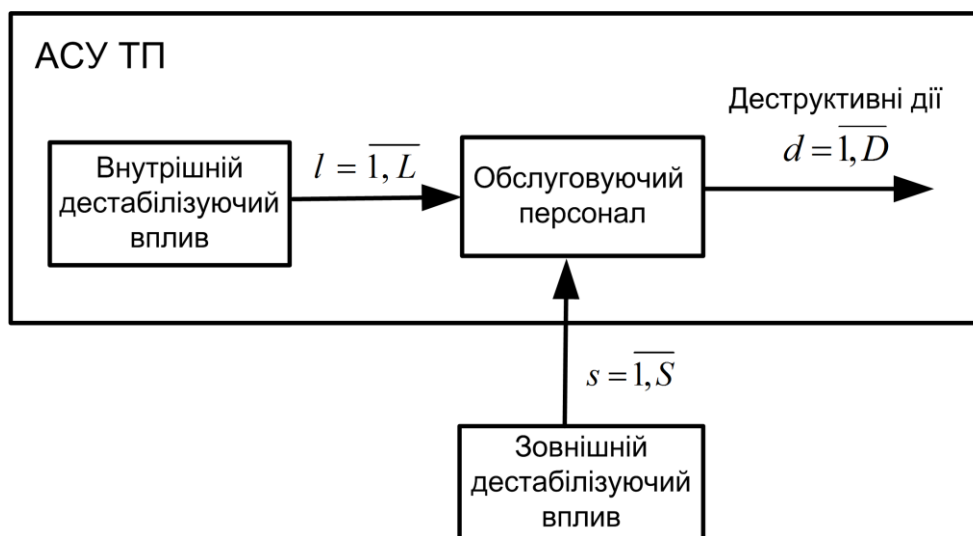 АСУ ТП
Деструктивні дії
d = 1, D
Внутрішній
дестабілізуючий
вплив
l = 1, L
Обслуговуючий
персонал
s = 1, S
Зовнішній
дестабілізуючий
вплив